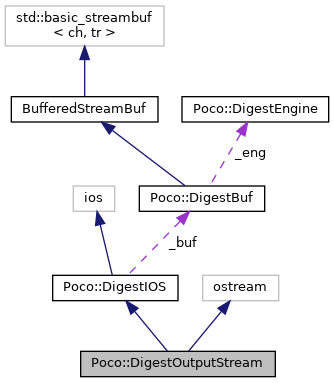 std::basic_streambuf
< ch, tr >
BufferedStreamBuf
Poco::DigestEngine
_eng
ios
Poco::DigestBuf
_buf
Poco::DigestIOS
ostream
Poco::DigestOutputStream